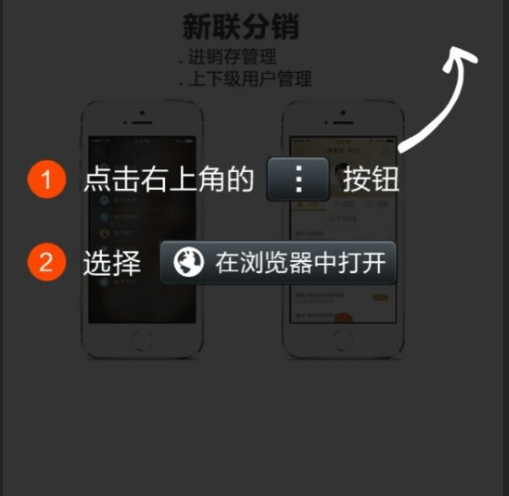 新联分销
. 进销存管理
. 上下级用户管理
1 点击右上角的 按钮
2 选择 在浏览器中打开